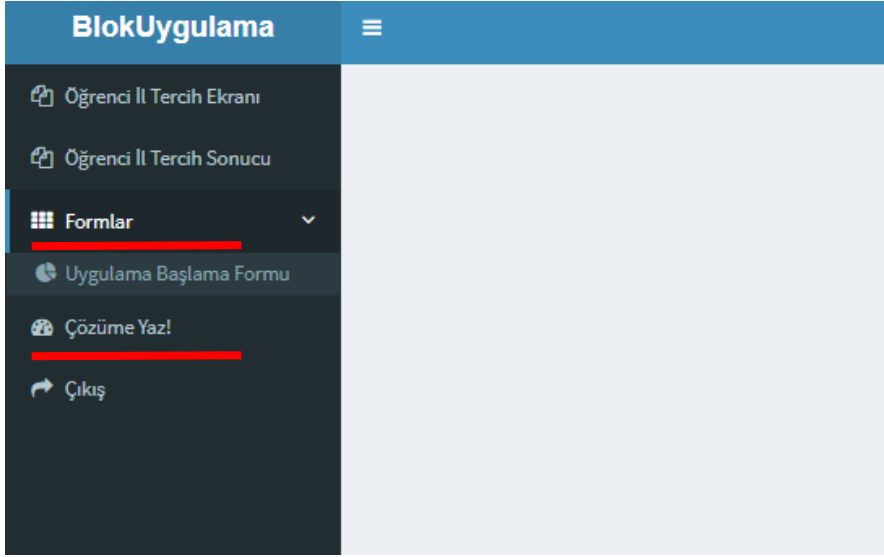 BlokUygulama
Öğrenci İl Tercih Ekranı
Öğrenci İl Tercih Sonucu
Formlar
Uygulama Başlama Formu
Çözüme Yaz!
Çıkış